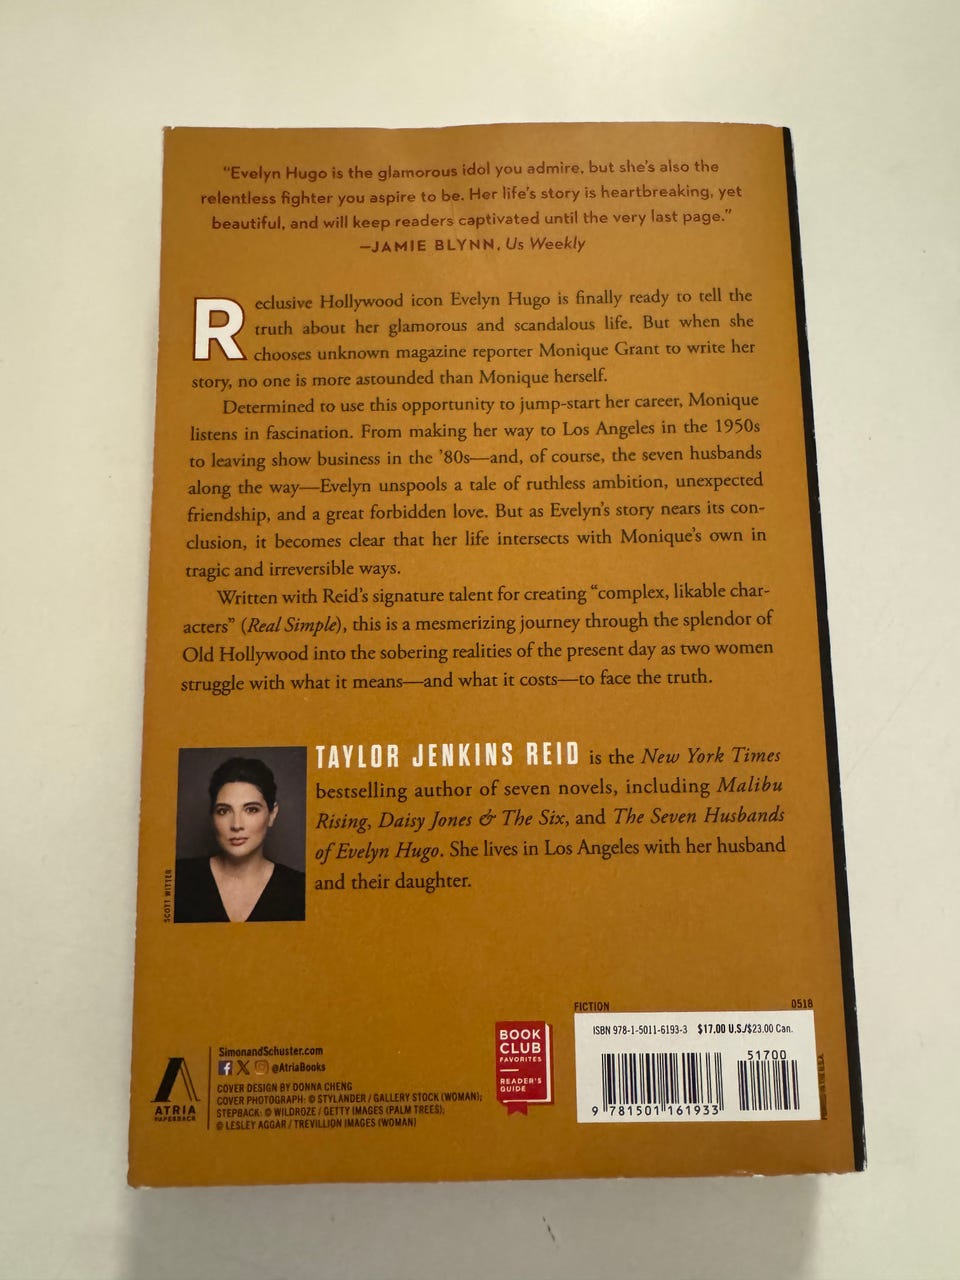 “Evelyn Hugo is the glamorous idol you admire, but she’s also the
relentless fighter you aspire to be. Her life’s story is heartbreaking, yet
beautiful, and will keep readers captivated until the very last page.”
—JAMIE BLYNN, Us Weekly
Reclusive Hollywood icon Evelyn Hugo is finally ready to tell the
truth about her glamorous and scandalous life. But when she
chooses unknown magazine reporter Monique Grant to write her
story, no one is more astounded than Monique herself.
Determined to use this opportunity to jump-start her career, Monique
listens in fascination. From making her way to Los Angeles in the 1950s
to leaving show business in the ’80s—and, of course, the seven husbands
along the way—Evelyn unspools a tale of ruthless ambition, unexpected
friendship, and a great forbidden love. But as Evelyn’s story nears its con-
clusion, it becomes clear that her life intersects with Monique’s own in
tragic and irreversible ways.
Written with Reid’s signature talent for creating “complex, likable char-
acters” (Real Simple), this is a mesmerizing journey through the splendor of
Old Hollywood into the sobering realities of the present day as two women
struggle with what it means—and what it costs—to face the truth.
TAYLOR JENKINS REID is the New York Times
bestselling author of seven novels, including Malibu
Rising, Daisy Jones & The Six, and The Seven Husbands
of Evelyn Hugo. She lives in Los Angeles with her husband
and their daughter.
SCOTT WITTER
ATRIA
PAPERBACK
SimonandSchuster.com
@AtriaBooks
COVER DESIGN BY DONNA CHENG
COVER PHOTOGRAPH: © STYLANDER / GALLERY STOCK (WOMAN);
STEPBACK: © WILDROZE / GETTY IMAGES (PALM TREES);
© LESLEY AGGAR / TREVILLION IMAGES (WOMAN)
BOOK
CLUB
FAVORITES
READER’S
GUIDE
FICTION
0518
ISBN 978-1-5011-6193-3 $17.00 U.S./$23.00 Can.
51700
9 781501 161933